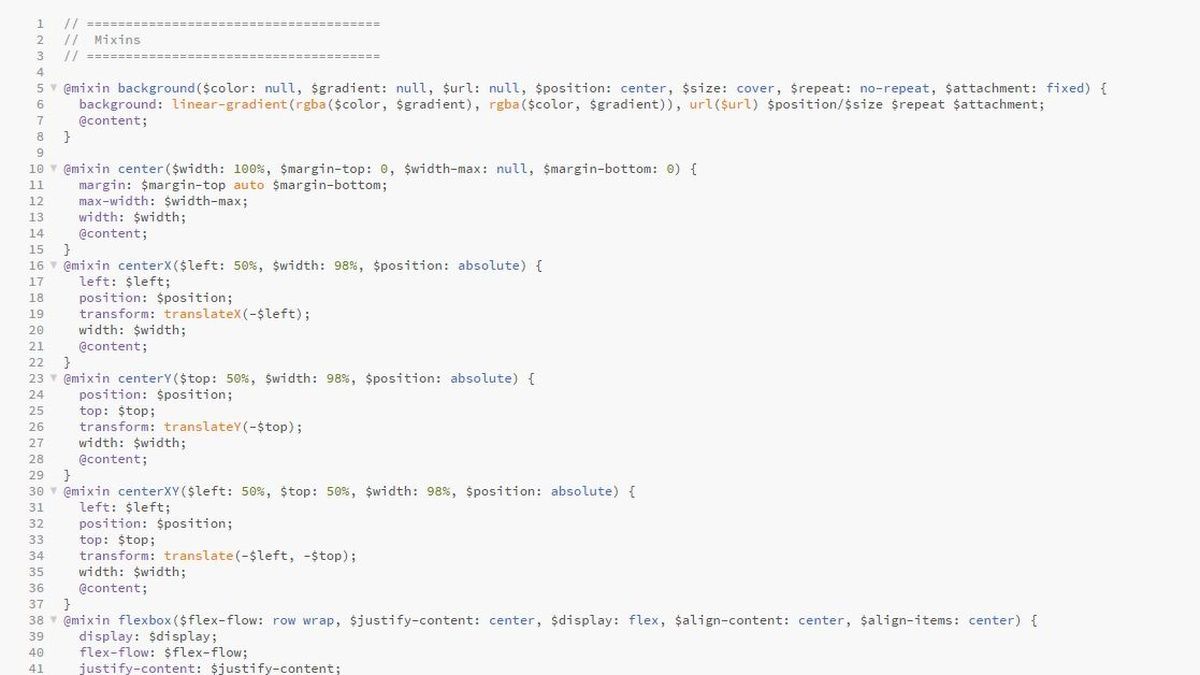 1 // ======================================
2 //  Mixins
3 // ======================================
4
5 @mixin background($color: null, $gradient: null, $url: null, $position: center, $size: cover, $repeat: no-repeat, $attachment: fixed) {
6   background: linear-gradient(rgba($color, $gradient), rgba($color, $gradient)), url($url) $position/$size $repeat $attachment;
7   @content;
8 }
9
10 @mixin center($width: 100%, $margin-top: 0, $width-max: null, $margin-bottom: 0) {
11   margin: $margin-top auto $margin-bottom;
12   max-width: $width-max;
13   width: $width;
14   @content;
15 }
16 @mixin centerX($left: 50%, $width: 98%, $position: absolute) {
17   left: $left;
18   position: $position;
19   transform: translateX(-$left);
20   width: $width;
21   @content;
22 }
23 @mixin centerY($top: 50%, $width: 98%, $position: absolute) {
24   position: $position;
25   top: $top;
26   transform: translateY(-$top);
27   width: $width;
28   @content;
29 }
30 @mixin centerXY($left: 50%, $top: 50%, $width: 98%, $position: absolute) {
31   left: $left;
32   position: $position;
33   top: $top;
34   transform: translate(-$left, -$top);
35   width: $width;
36   @content;
37 }
38 @mixin flexbox($flex-flow: row wrap, $justify-content: center, $display: flex, $align-content: center, $align-items: center) {
39   display: $display;
40   flex-flow: $flex-flow;
41   justify-content: $justify-content;